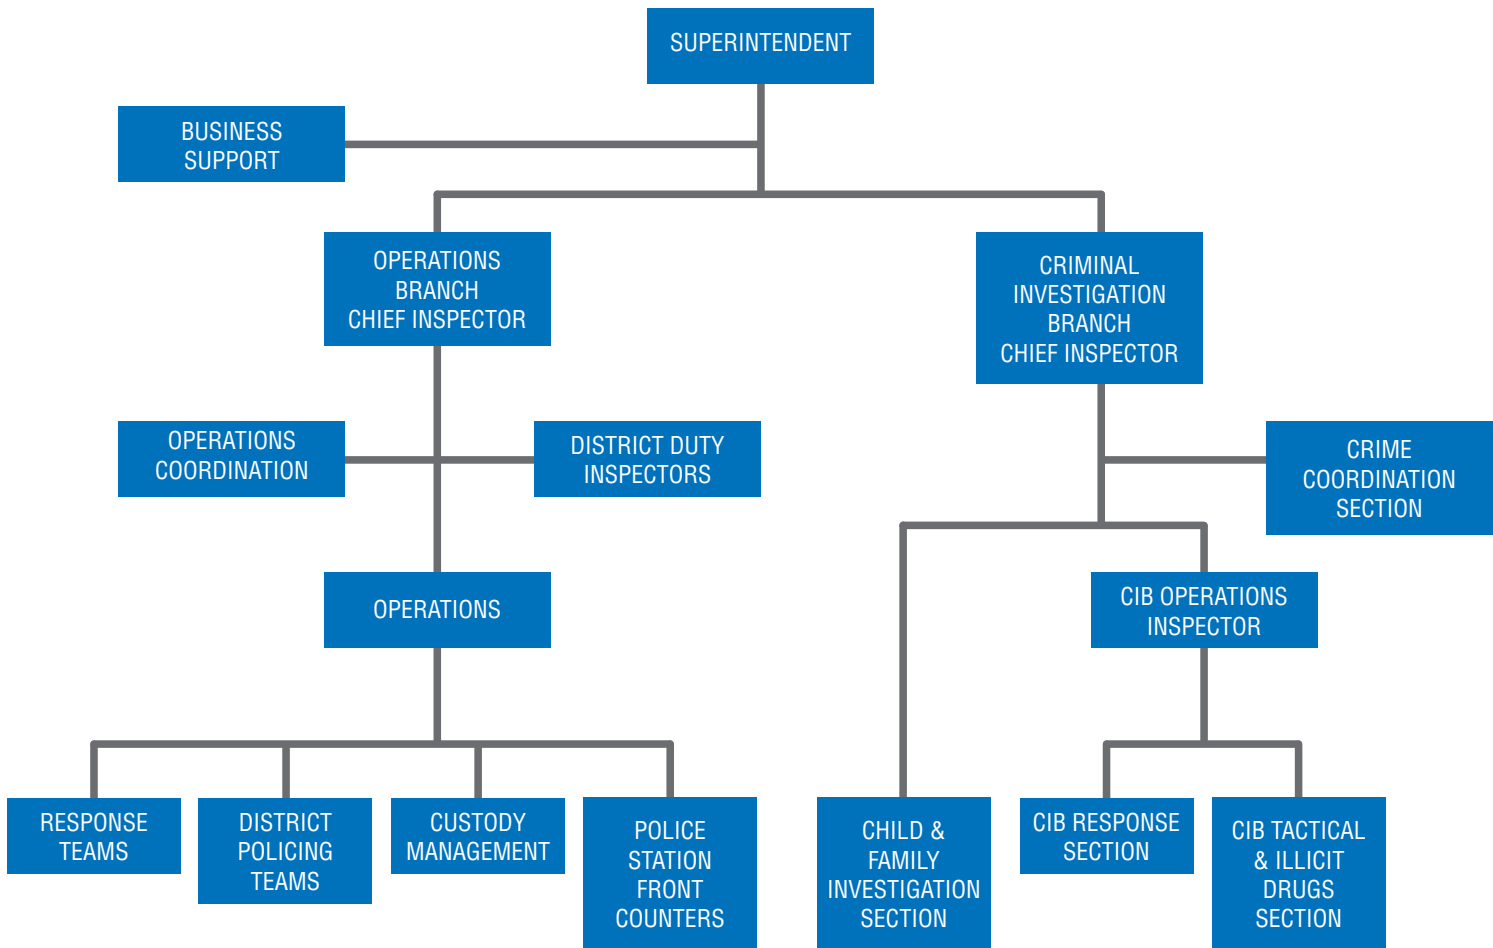 SUPERINTENDENT
BUSINESS
SUPPORT
OPERATIONS
BRANCH
CHIEF INSPECTOR
CRIMINAL
INVESTIGATION
BRANCH
CHIEF INSPECTOR
OPERATIONS
COORDINATION
DISTRICT DUTY
INSPECTORS
CRIME
COORDINATION
SECTION
OPERATIONS
CIB OPERATIONS
INSPECTOR
RESPONSE
TEAMS
DISTRICT
POLICING
TEAMS
CUSTODY
MANAGEMENT
POLICE
STATION
FRONT
COUNTERS
CHILD &
FAMILY
INVESTIGATION
SECTION
CIB RESPONSE
SECTION
CIB TACTICAL
& ILLICIT
DRUGS
SECTION